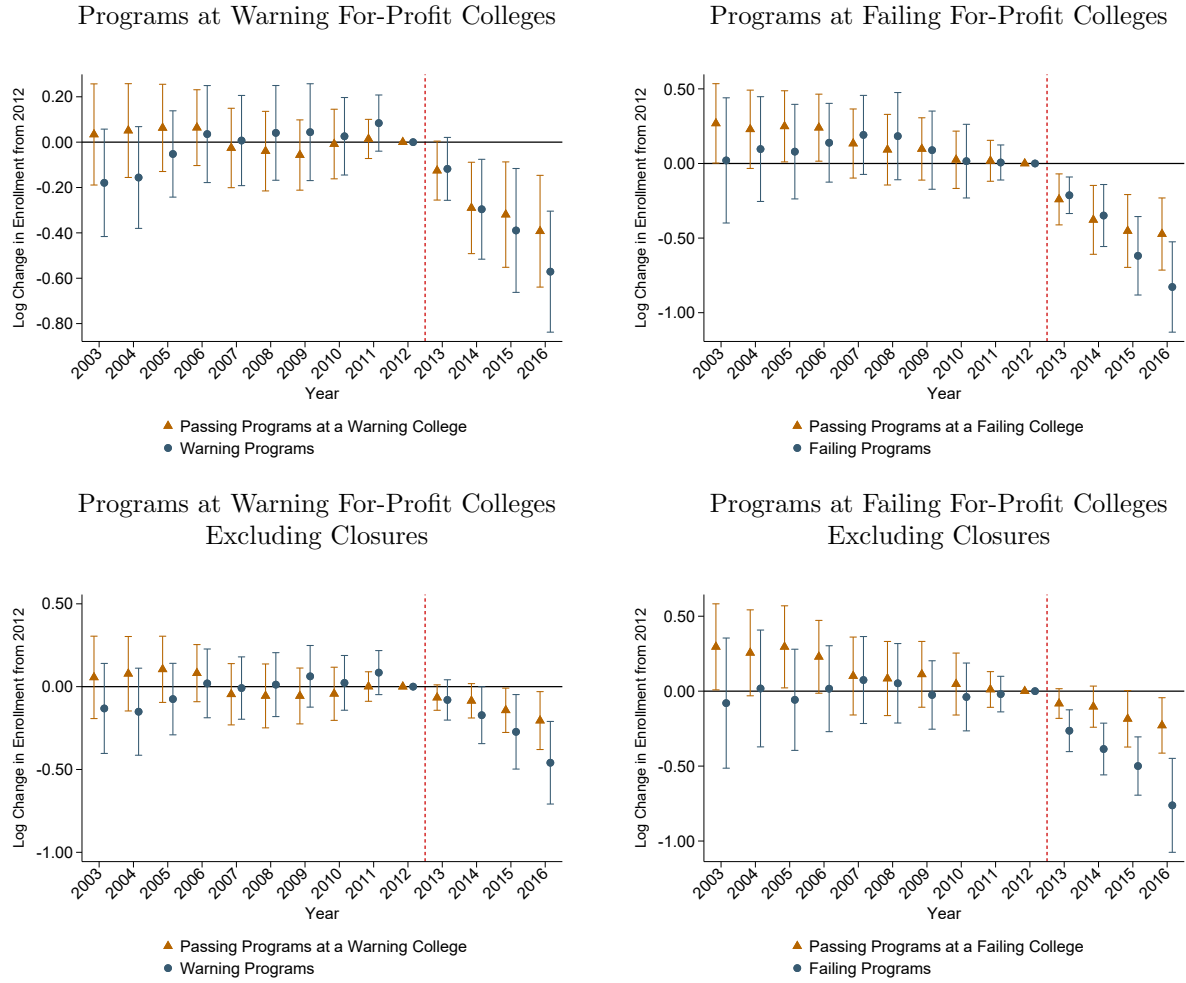 Programs at Warning For-Profit Colleges
Log Change in Enrollment from 2012
0.20
0.00
-0.20
-0.40
-0.60
-0.80
2003 2004 2005 2006 2007 2008 2009 2010 2011 2012 2013 2014 2015 2016
Year
Passing Programs at a Warning College
Warning Programs
Programs at Failing For-Profit Colleges
Log Change in Enrollment from 2012
0.50
0.00
-0.50
-1.00
2003 2004 2005 2006 2007 2008 2009 2010 2011 2012 2013 2014 2015 2016
Year
Passing Programs at a Failing College
Failing Programs
Programs at Warning For-Profit Colleges
Excluding Closures
Log Change in Enrollment from 2012
0.50
0.00
-0.50
-1.00
2003 2004 2005 2006 2007 2008 2009 2010 2011 2012 2013 2014 2015 2016
Year
Passing Programs at a Warning College
Warning Programs
Programs at Failing For-Profit Colleges
Excluding Closures
Log Change in Enrollment from 2012
0.50
0.00
-0.50
-1.00
2003 2004 2005 2006 2007 2008 2009 2010 2011 2012 2013 2014 2015 2016
Year
Passing Programs at a Failing College
Failing Programs